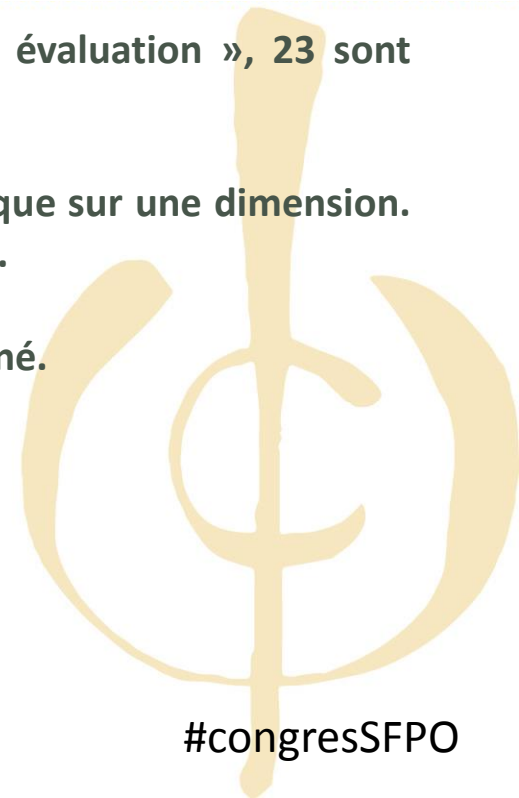 évaluation », 23 sont
que sur une dimension.
.
né.
#congresSFPO